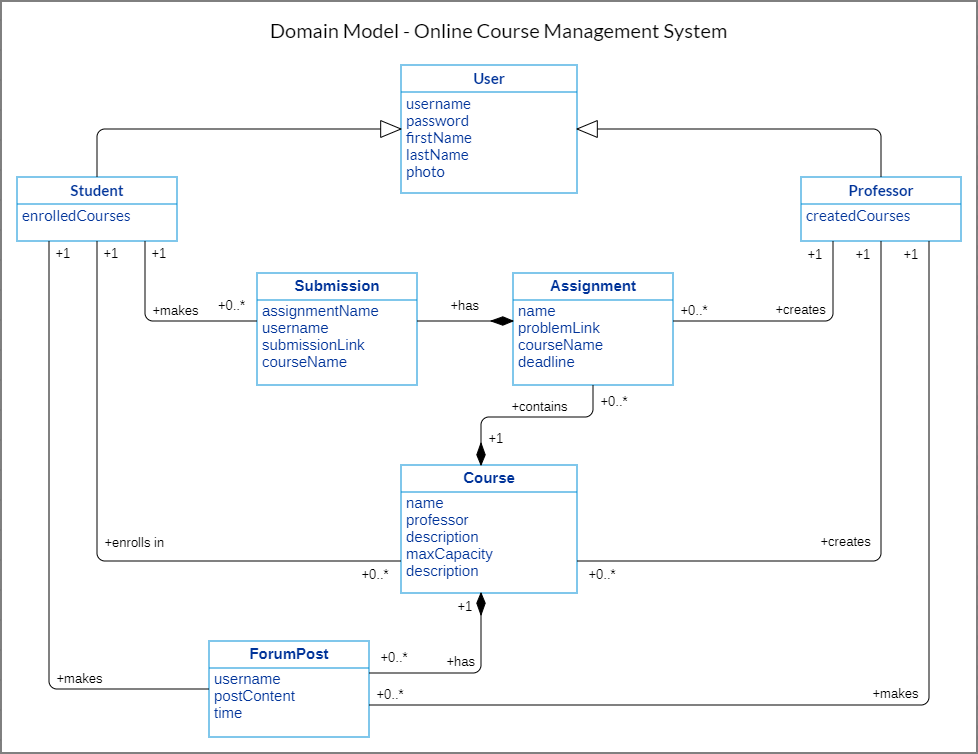 Domain Model - Online Course Management System
User
username
password
firstName
lastName
photo
Student
enrolledCourses
Professor
createdCourses
+1
+1
+1
+1
+1
+1
Submission
assignmentName
username
submissionLink
courseName
Assignment
name
problemLink
courseName
deadline
+makes
+0..*
+has
+0..*
+creates
+contains
+0..*
+1
Course
name
professor
description
maxCapacity
description
+enrolls in
+0..*
+creates
+0..*
+1
ForumPost
username
postContent
time
+0..*
+has
+makes
+0..*
+makes